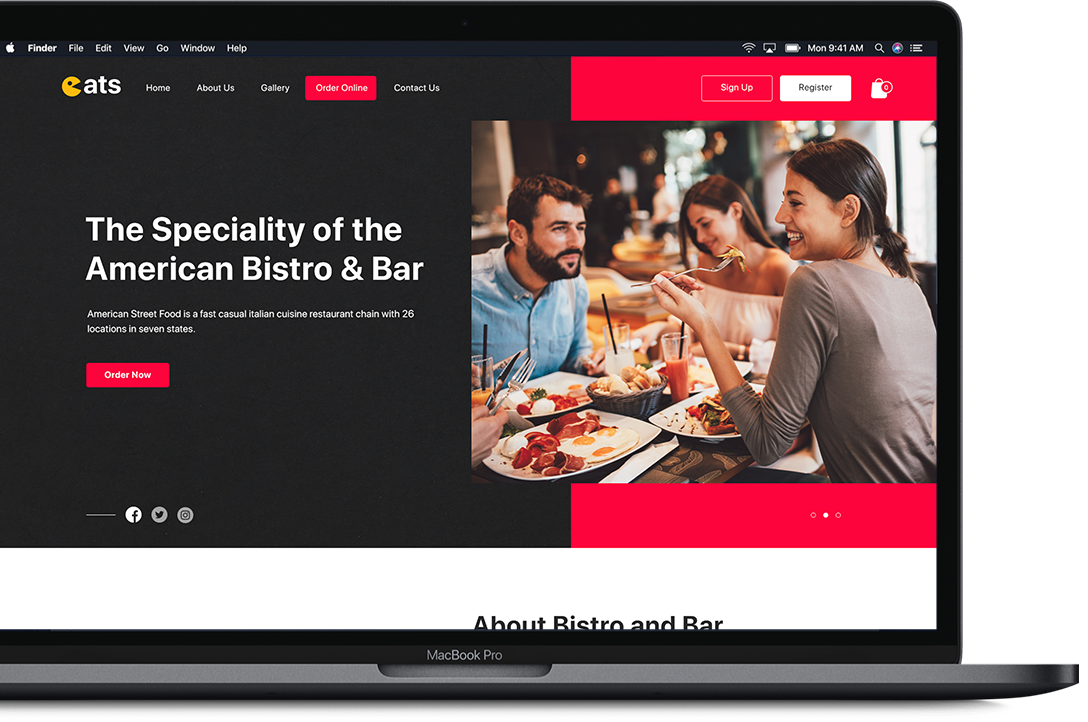 Finder File Edit View Go Window Help Mon 9:41 AM
eats Home About Us Gallery Order Online Contact Us Sign Up Register 0
The Speciality of the
American Bistro & Bar
American Street Food is a fast casual italian cuisine restaurant chain with 26
locations in seven states.
Order Now
About Bistro and Bar
MacBook Pro